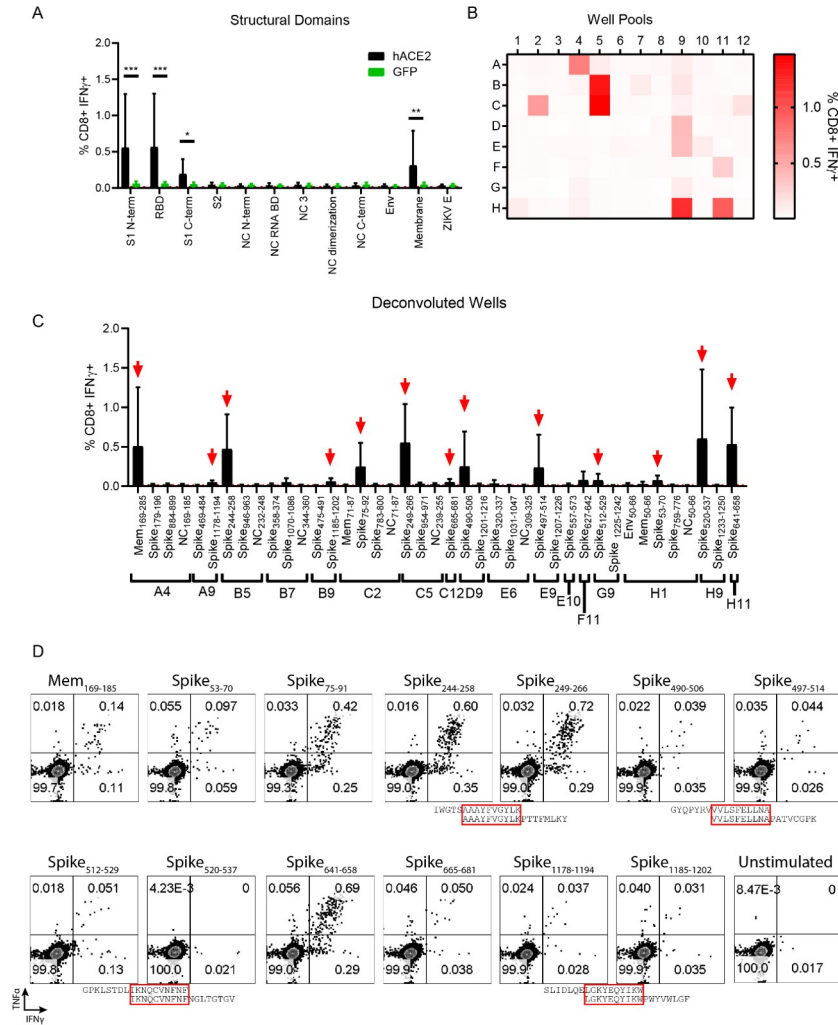 A
Structural Domains
% CD8+ IFNγ+
2.0
1.5
1.0
0.5
0.0
***
***
*
**
hACE2
GFP
S1 N-term
RBD
S1 C-term
S2
NC N-term
NC RNA BD
NC 3
NC dimerization
NC C-term
Env
Membrane
ZIKV E
B
Well Pools
1 2 3 4 5 6 7 8 9 10 11 12
A
B
C
D
E
F
G
H
1.0
0.5
% CD8+ IFNγ+
C
Deconvoluted Wells
% CD8+ IFNγ+
2.0
1.5
1.0
0.5
0.0
Mem169-285
Spike179-196
Spike884-899
NC169-185
Spike469-484
Spike1178-1194
Spike244-258
Spike946-963
NC232-248
Spike358-374
Spike1070-1086
NC344-360
Spike475-491
Spike1185-1202
Mem71-87
Spike75-92
Spike783-800
NC71-87
Spike249-266
Spike954-971
NC239-255
Spike665-681
Spike490-506
Spike1201-1216
Spike320-337
Spike1031-1047
NC309-325
Spike497-514
Spike1207-1226
Spike557-573
Spike627-642
Spike512-529
Spike1225-1242
Env50-66
Mem50-66
Spike53-70
Spike759-776
NC50-66
Spike520-537
Spike1233-1250
Spike641-658
A4 A9 B5 B7 B9 C2 C5 C12 D9 E6 E9 E10 F11 G9 H1 H9 H11
D
Mem169-185
0.018 0.14
99.7 0.11
Spike53-70
0.055 0.097
99.8 0.059
Spike75-91
0.033 0.42
99.3 0.25
Spike244-258
0.016 0.60
99.0 0.35
Spike249-266
0.032 0.72
99.0 0.29
Spike490-506
0.022 0.039
99.9 0.035
Spike497-514
0.035 0.044
99.9 0.026
IWGTSAAAYFVGYLK
AAAYFVGYLKPTTFMLKY
GYQPYRVVVLSFELLNA
VVLSFELLNAPATVCGPK
Spike512-529
0.018 0.051
99.8 0.13
Spike520-537
4.23E-3 0
100.0 0.021
Spike641-658
0.056 0.69
99.0 0.29
Spike665-681
0.046 0.050
99.9 0.038
Spike1178-1194
0.024 0.037
99.9 0.035
Spike1185-1202
0.040 0.031
99.9 0.035
Unstimulated
8.47E-3 0
100.0 0.017
GPKLSTDLIKNQCVNFNF
IKNQCVNFNFNGLTGTGV
SLIDLQELGKYEQYIKW
LGKYEQYIKWPWYVWLGF
TNFα
IFNγ